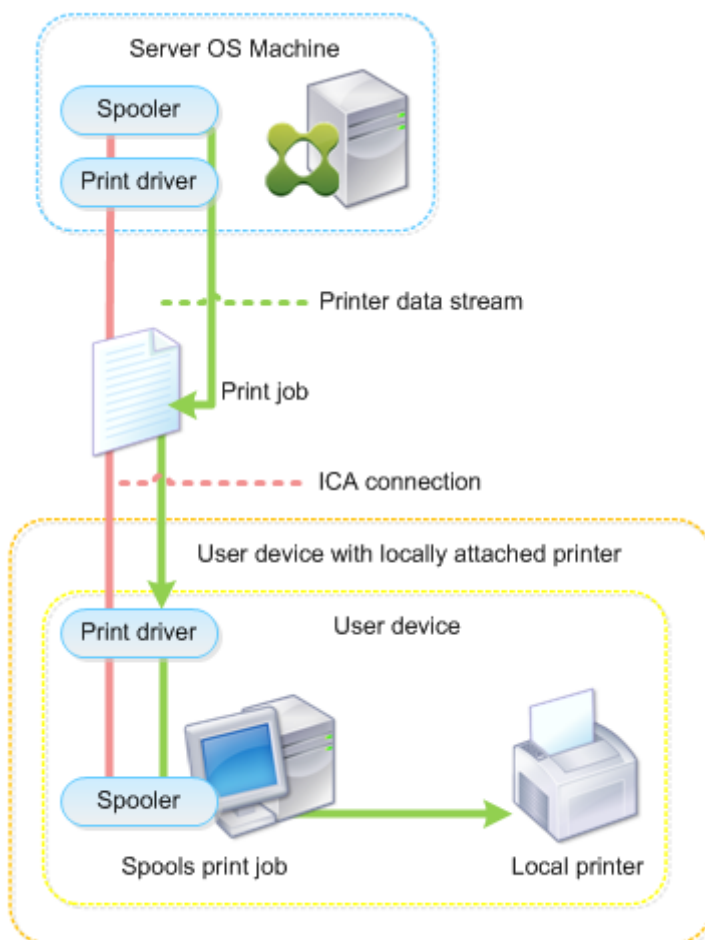 Server OS Machine
Spooler
Print driver
Printer data stream
Print job
ICA connection
User device with locally attached printer
Print driver
User device
Spooler
Spools print job
Local printer